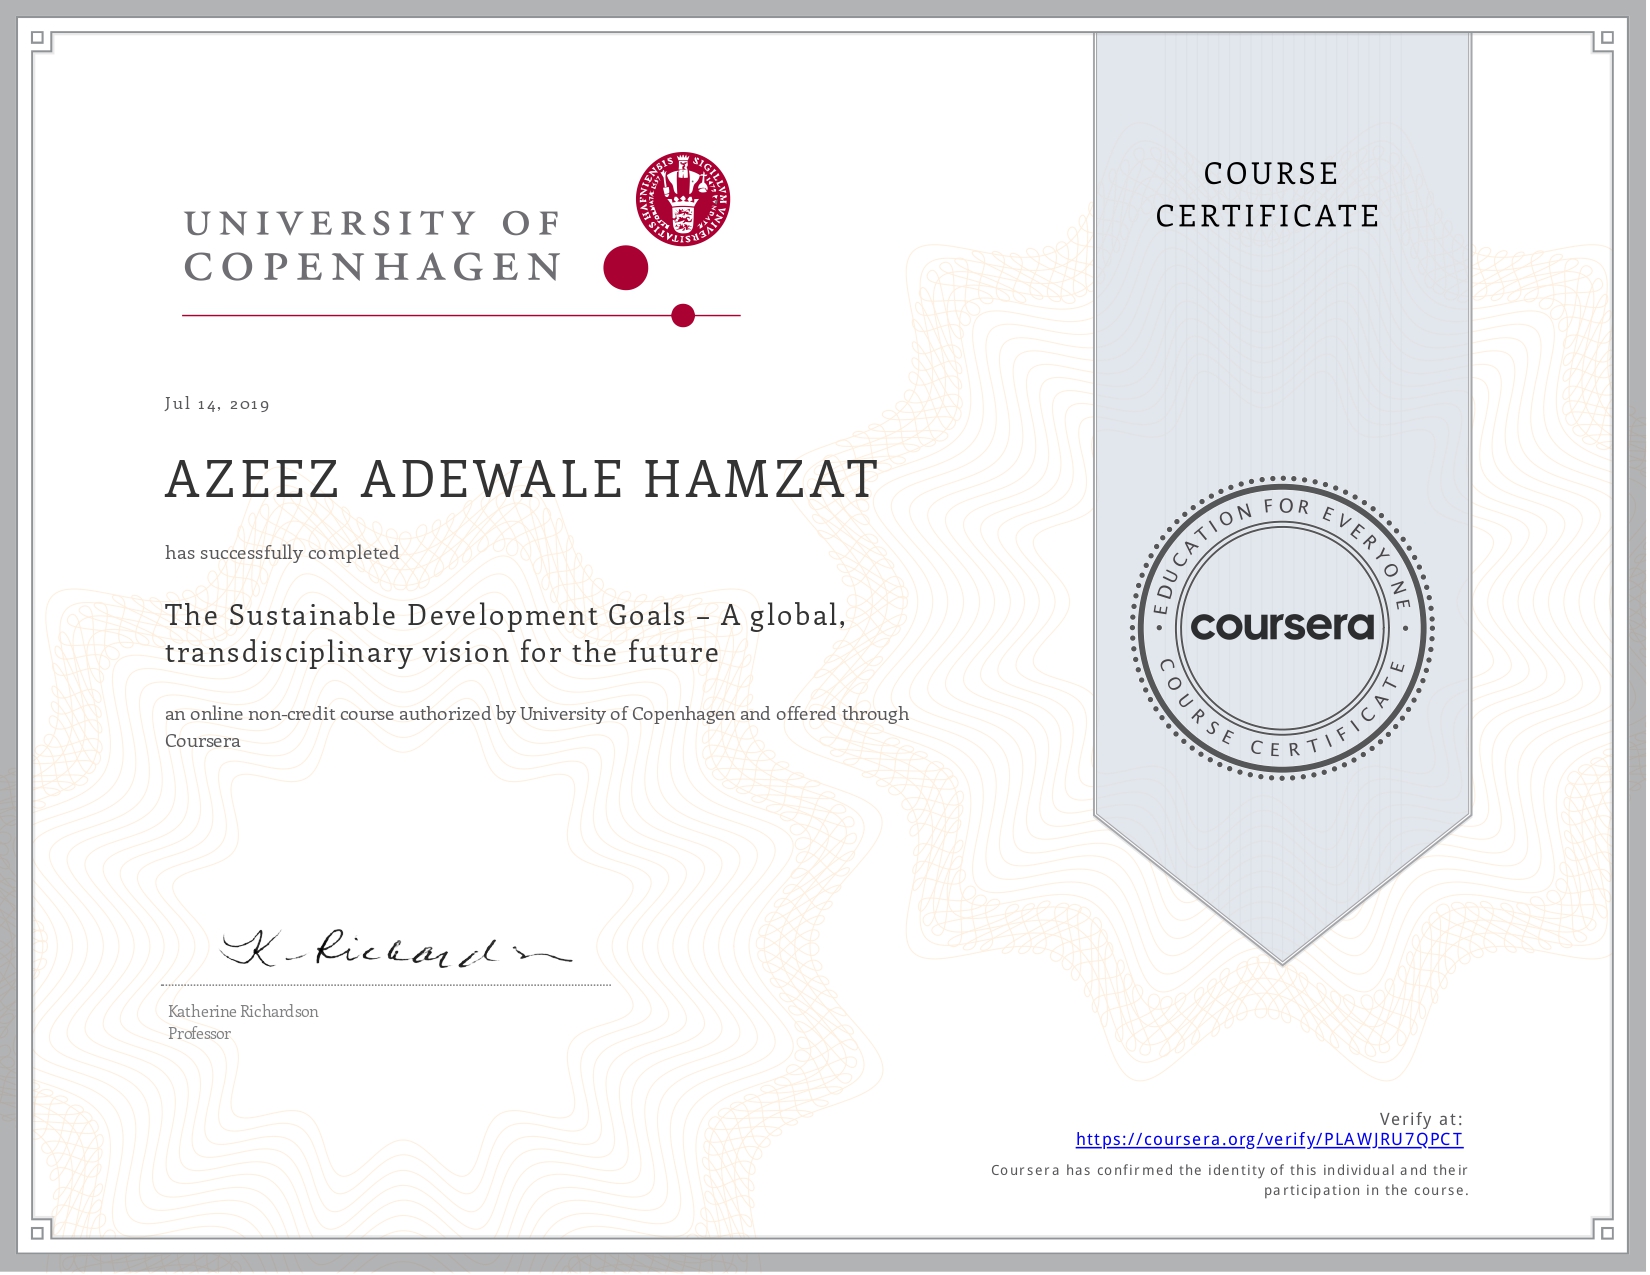 UNIVERSITY OF
COPENHAGEN
COURSE
CERTIFICATE
Jul 14, 2019
AZEEZ ADEWALE HAMZAT
has successfully completed
The Sustainable Development Goals – A global,
transdisciplinary vision for the future
an online non-credit course authorized by University of Copenhagen and offered through
Coursera
EDUCATION FOR EVERYONE
coursera
COURSE CERTIFICATE
K Richardson
Katherine Richardson
Professor
Verify at:
https://coursera.org/verify/PLAWJRU7QPCT
Coursera has confirmed the identity of this individual and their
participation in the course.